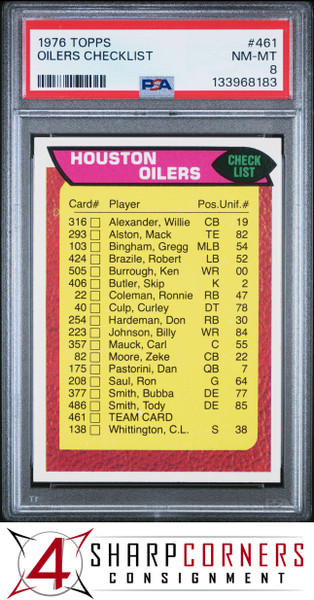 1976 TOPPS #461
OILERS CHECKLIST NM-MT
PSA 8
133968183
HOUSTON OILERS
CHECK LIST
Card# Player Pos. Unif.#
316 Alexander, Willie CB 19
293 Alston, Mack TE 82
103 Bingham, Gregg MLB 54
424 Brazile, Robert LB 52
505 Burrough, Ken WR 00
406 Butler, Skip K 2
22 Coleman, Ronnie RB 47
40 Culp, Curley DT 78
254 Hardeman, Don RB 30
223 Johnson, Billy WR 84
357 Mauck, Carl C 55
82 Moore, Zeke CB 22
175 Pastorini, Dan QB 7
208 Saul, Ron G 64
377 Smith, Bubba DE 77
486 Smith, Tody DE 85
461 TEAM CARD
138 Whittington, C.L. S 38
4 SHARPCORNERS
CONSIGNMENT